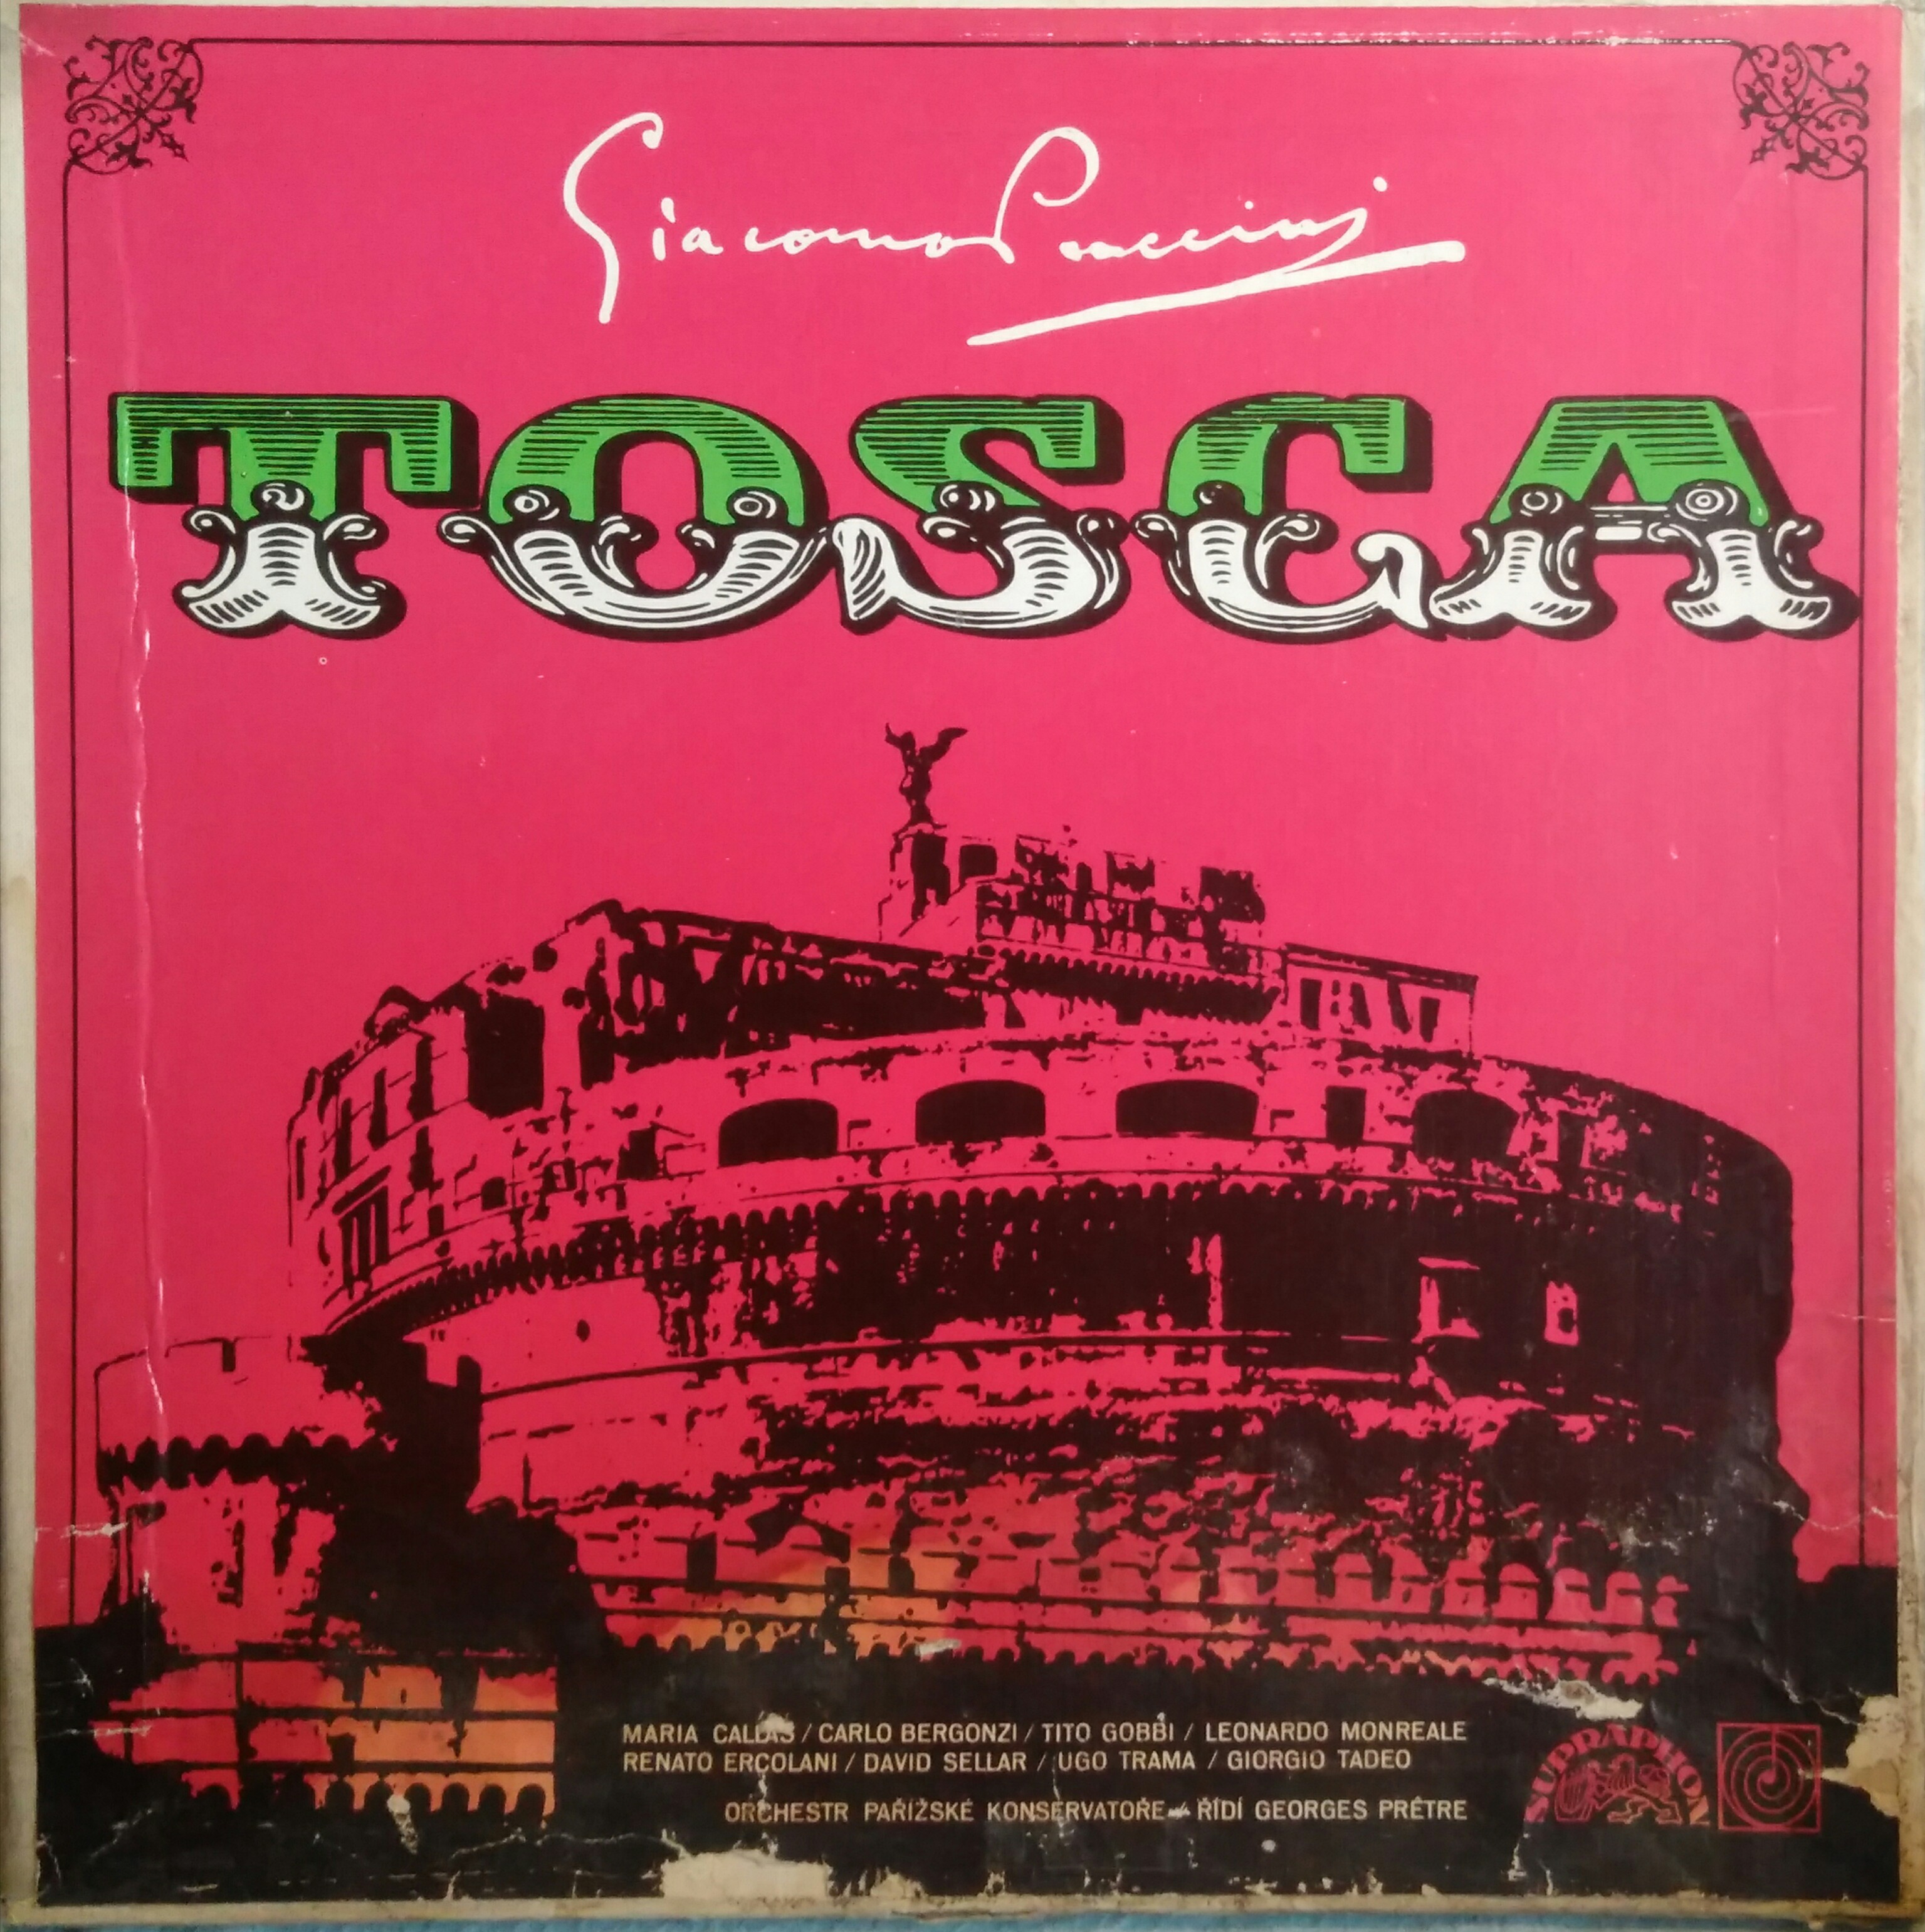 Giacomo Puccini
TOSCA
MARIA CALLAS / CARLO BERGONZI / TITO GOBBI / LEONARDO MONREALE
RENATO ERCOLANI / DAVID SELLAR / UGO TRAMA / GIORGIO TADEO
ORCHESTR PAŘÍŽSKÉ KONSERVATOŘE – ŘÍDÍ GEORGES PRÊTRE
SUPRAPHON